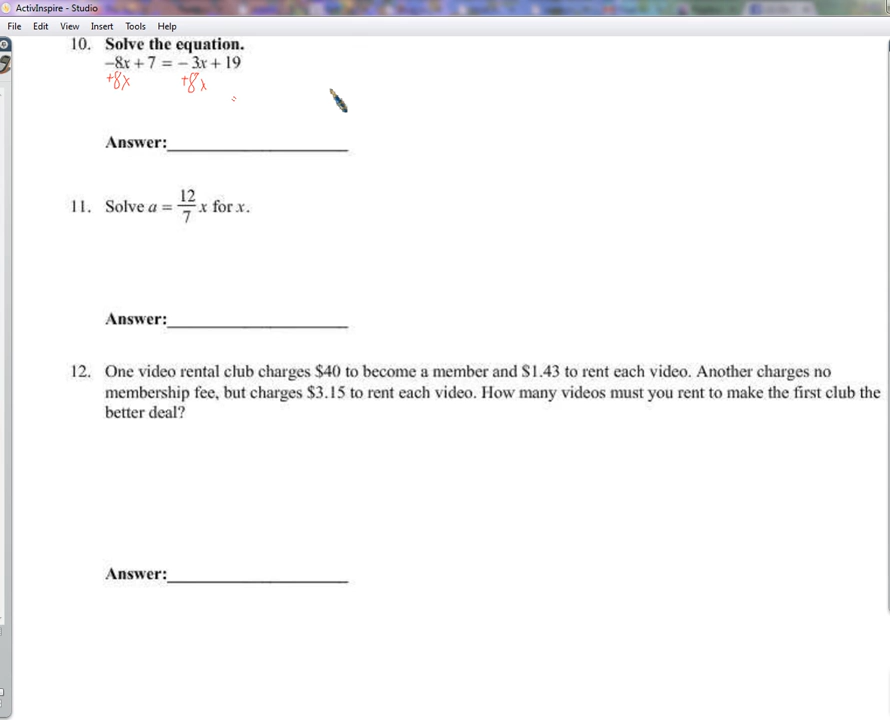 ActivInspire - Studio
File Edit View Insert Tools Help
10. Solve the equation.
–8x + 7 = – 3x + 19
+8x +8x
Answer:____________________
11. Solve a = 12/7 x for x.
Answer:____________________
12. One video rental club charges $40 to become a member and $1.43 to rent each video. Another charges no
membership fee, but charges $3.15 to rent each video. How many videos must you rent to make the first club the
better deal?
Answer:____________________